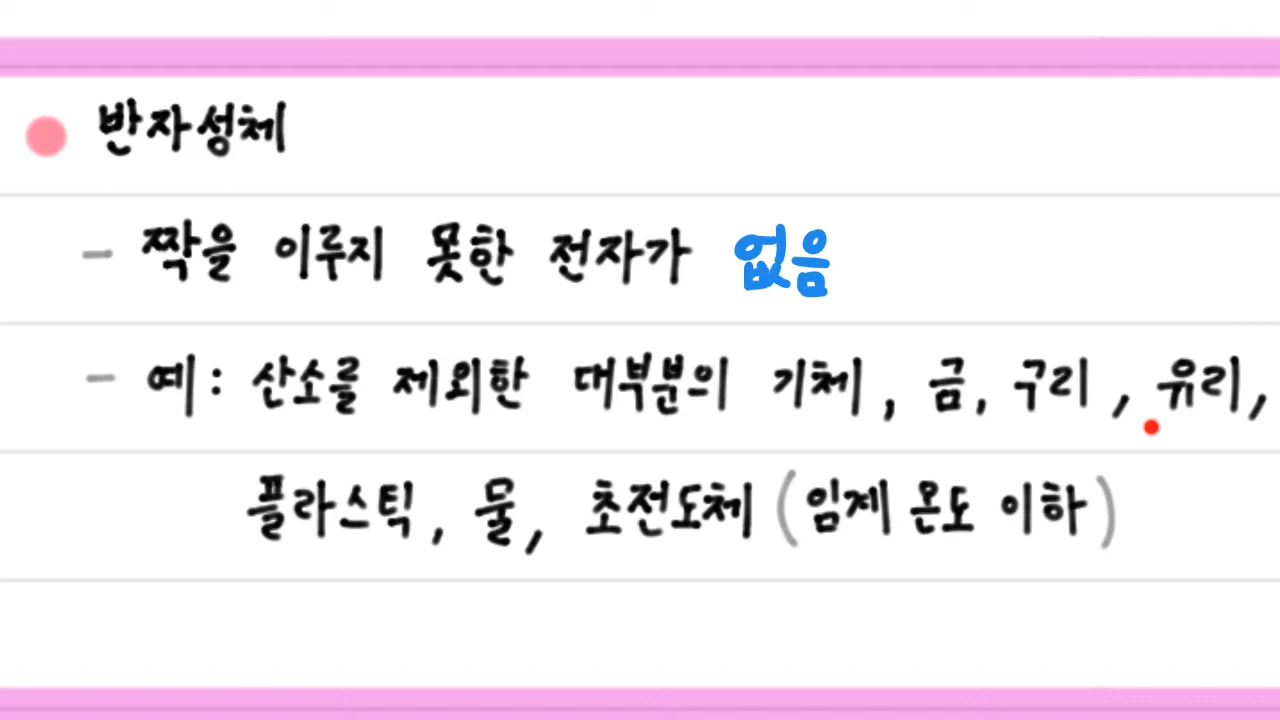 반자성체
- 짝을 이루지 못한 전자가 없음
- 예: 산소를 제외한 대부분의 기체, 금, 구리, 유리,
플라스틱, 물, 초전도체 (임제 온도 이하)